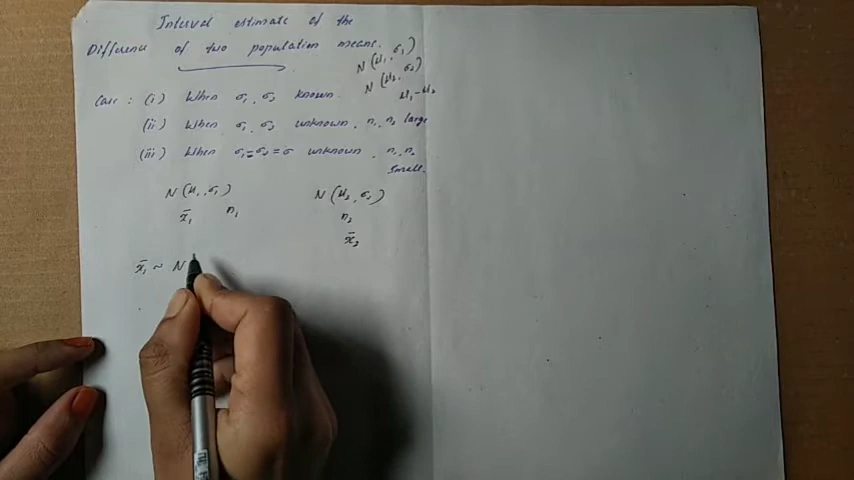 Interval estimate of the
Difference of two population means.
N(μ₁, σ₁)
N(μ₂, σ₂)
μ₁-μ₂
Case : (i) When σ₁, σ₂ known.
(ii) When σ₁, σ₂ unknown, n₁, n₂ large
(iii) When σ₁=σ₂=σ unknown, n₁, n₂
small.
N(μ₁, σ₁) N(μ₂, σ₂)
x̄₁ n₁ n₂
x̄₂
x̄₁ ~ N